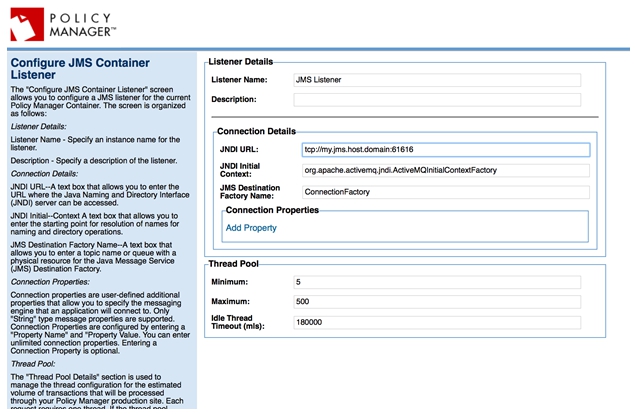 POLICY
MANAGER™
Configure JMS Container
Listener
The "Configure JMS Container Listener" screen
allows you to configure a JMS listener for the current
Policy Manager Container. The screen is organized
as follows:
Listener Details:
Listener Name - Specify an instance name for the
listener.
Description - Specify a description of the listener.
Connection Details:
JNDI URL--A text box that allows you to enter the
URL where the Java Naming and Directory Interface
(JNDI) server can be accessed.
JNDI Initial--Context A text box that allows you to
enter the starting point for resolution of names for
naming and directory operations.
JMS Destination Factory Name--A text box that
allows you to enter a topic name or queue with a
physical resource for the Java Message Service
(JMS) Destination Factory.
Connection Properties:
Connection properties are user-defined additional
properties that allow you to specify the messaging
engine that an application will connect to. Only
"String" type message properties are supported.
Connection Properties are configured by entering a
"Property Name" and "Property Value. You can enter
unlimited connection properties. Entering a
Connection Property is optional.
Thread Pool:
The "Thread Pool Details" section is used to
manage the thread configuration for the estimated
volume of transactions that will be processed
through your Policy Manager production site. Each
request requires one thread. If the thread pool
Listener Details
Listener Name: JMS Listener
Description:
Connection Details
JNDI URL: tcp://my.jms.host.domain:61616
JNDI Initial
Context: org.apache.activemq.jndi.ActiveMQInitialContextFactory
JMS Destination
Factory Name: ConnectionFactory
Connection Properties
Add Property
Thread Pool
Minimum: 5
Maximum: 500
Idle Thread
Timeout (mls): 180000